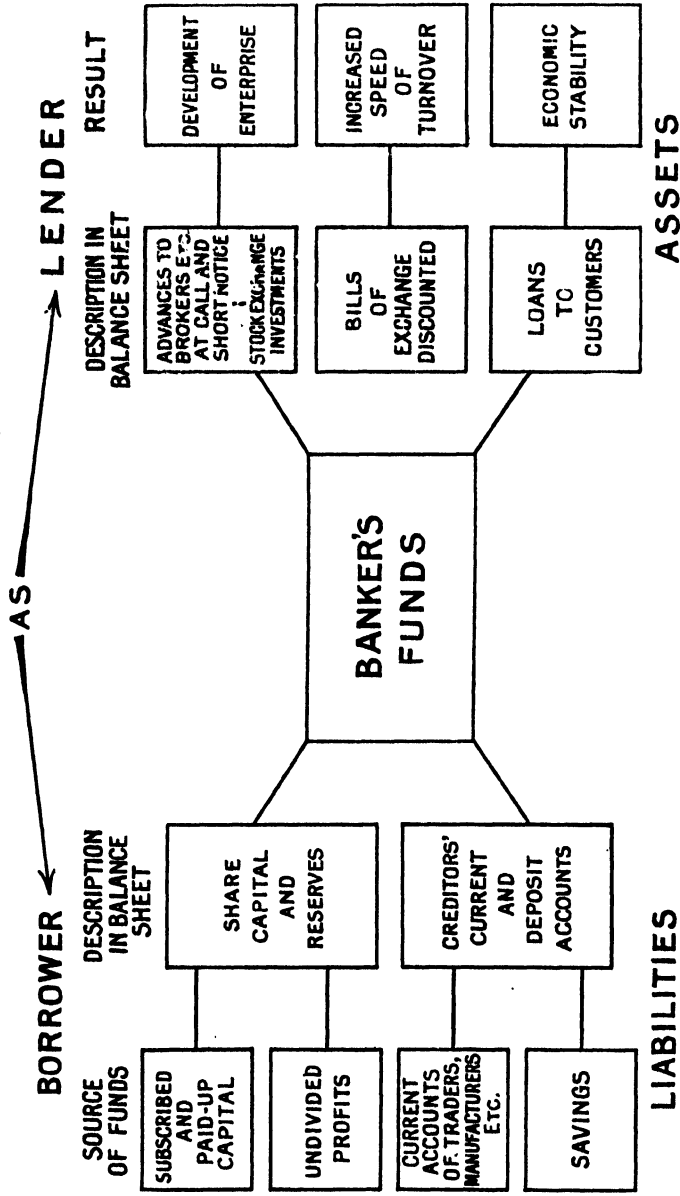 AS
BORROWER
LENDER
SOURCE
OF FUNDS
DESCRIPTION
IN BALANCE
SHEET
DESCRIPTION IN
BALANCE SHEET
RESULT
SUBSCRIBED
AND
PAID-UP
CAPITAL
UNDIVIDED
PROFITS
CURRENT
ACCOUNTS
OF TRADERS,
MANUFACTURERS
ETC.
SAVINGS
SHARE
CAPITAL
AND
RESERVES
CREDITORS'
CURRENT
AND
DEPOSIT
ACCOUNTS
BANKER'S
FUNDS
ADVANCES TO
BROKERS ETC.
AT CALL AND
SHORT NOTICE
STOCK EXCHANGE
INVESTMENTS
BILLS
OF
EXCHANGE
DISCOUNTED
LOANS
TO
CUSTOMERS
DEVELOPMENT
OF
ENTERPRISE
INCREASED
SPEED
OF
TURNOVER
ECONOMIC
STABILITY
LIABILITIES
ASSETS